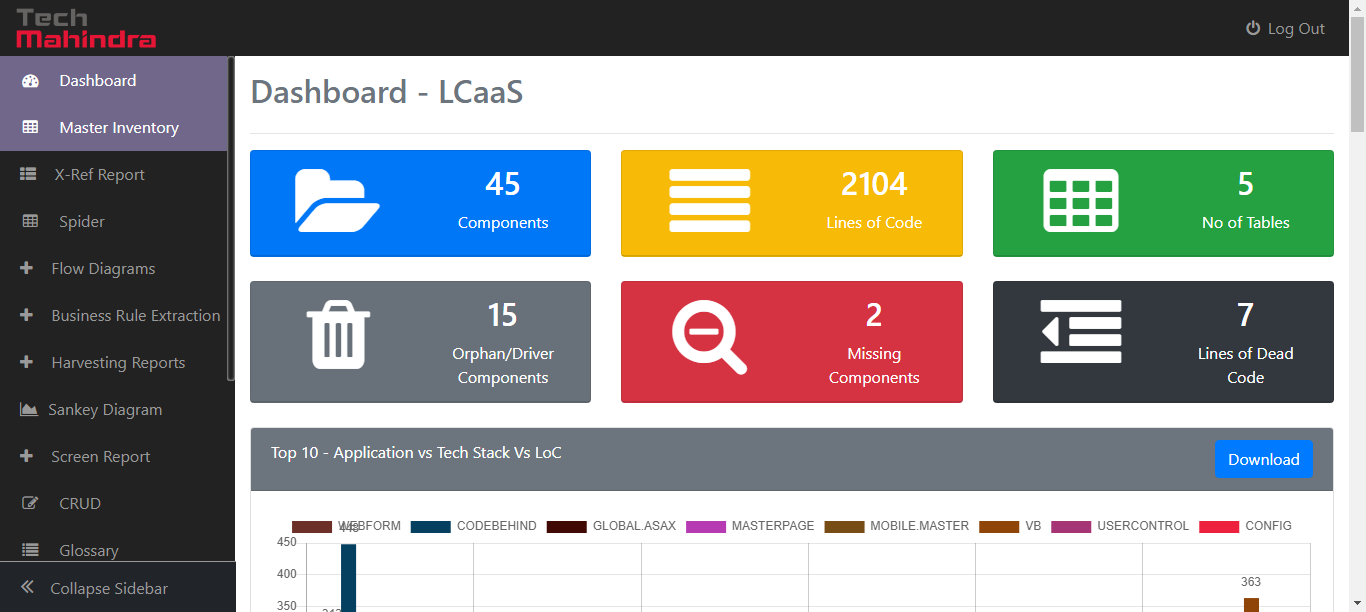 Tech
Mahindra
Log Out
Dashboard
Master Inventory
X-Ref Report
Spider
Flow Diagrams
Business Rule Extraction
Harvesting Reports
Sankey Diagram
Screen Report
CRUD
Glossary
Collapse Sidebar
Dashboard - LCaaS
45
Components
2104
Lines of Code
5
No of Tables
15
Orphan/Driver
Components
2
Missing
Components
7
Lines of Dead
Code
Top 10 - Application vs Tech Stack Vs LoC
Download
WEBFORM CODEBEHIND GLOBAL.ASAX MASTERPAGE MOBILE.MASTER VB USERCONTROL CONFIG
450
400
363
350